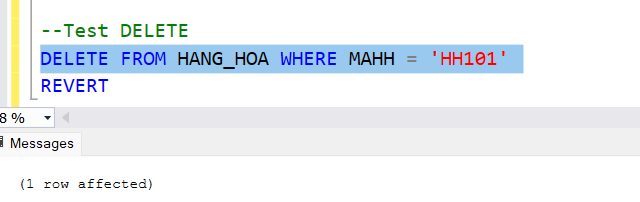 --Test DELETE
DELETE FROM HANG_HOA WHERE MAHH = 'HH101'
REVERT
8 %
Messages
(1 row affected)